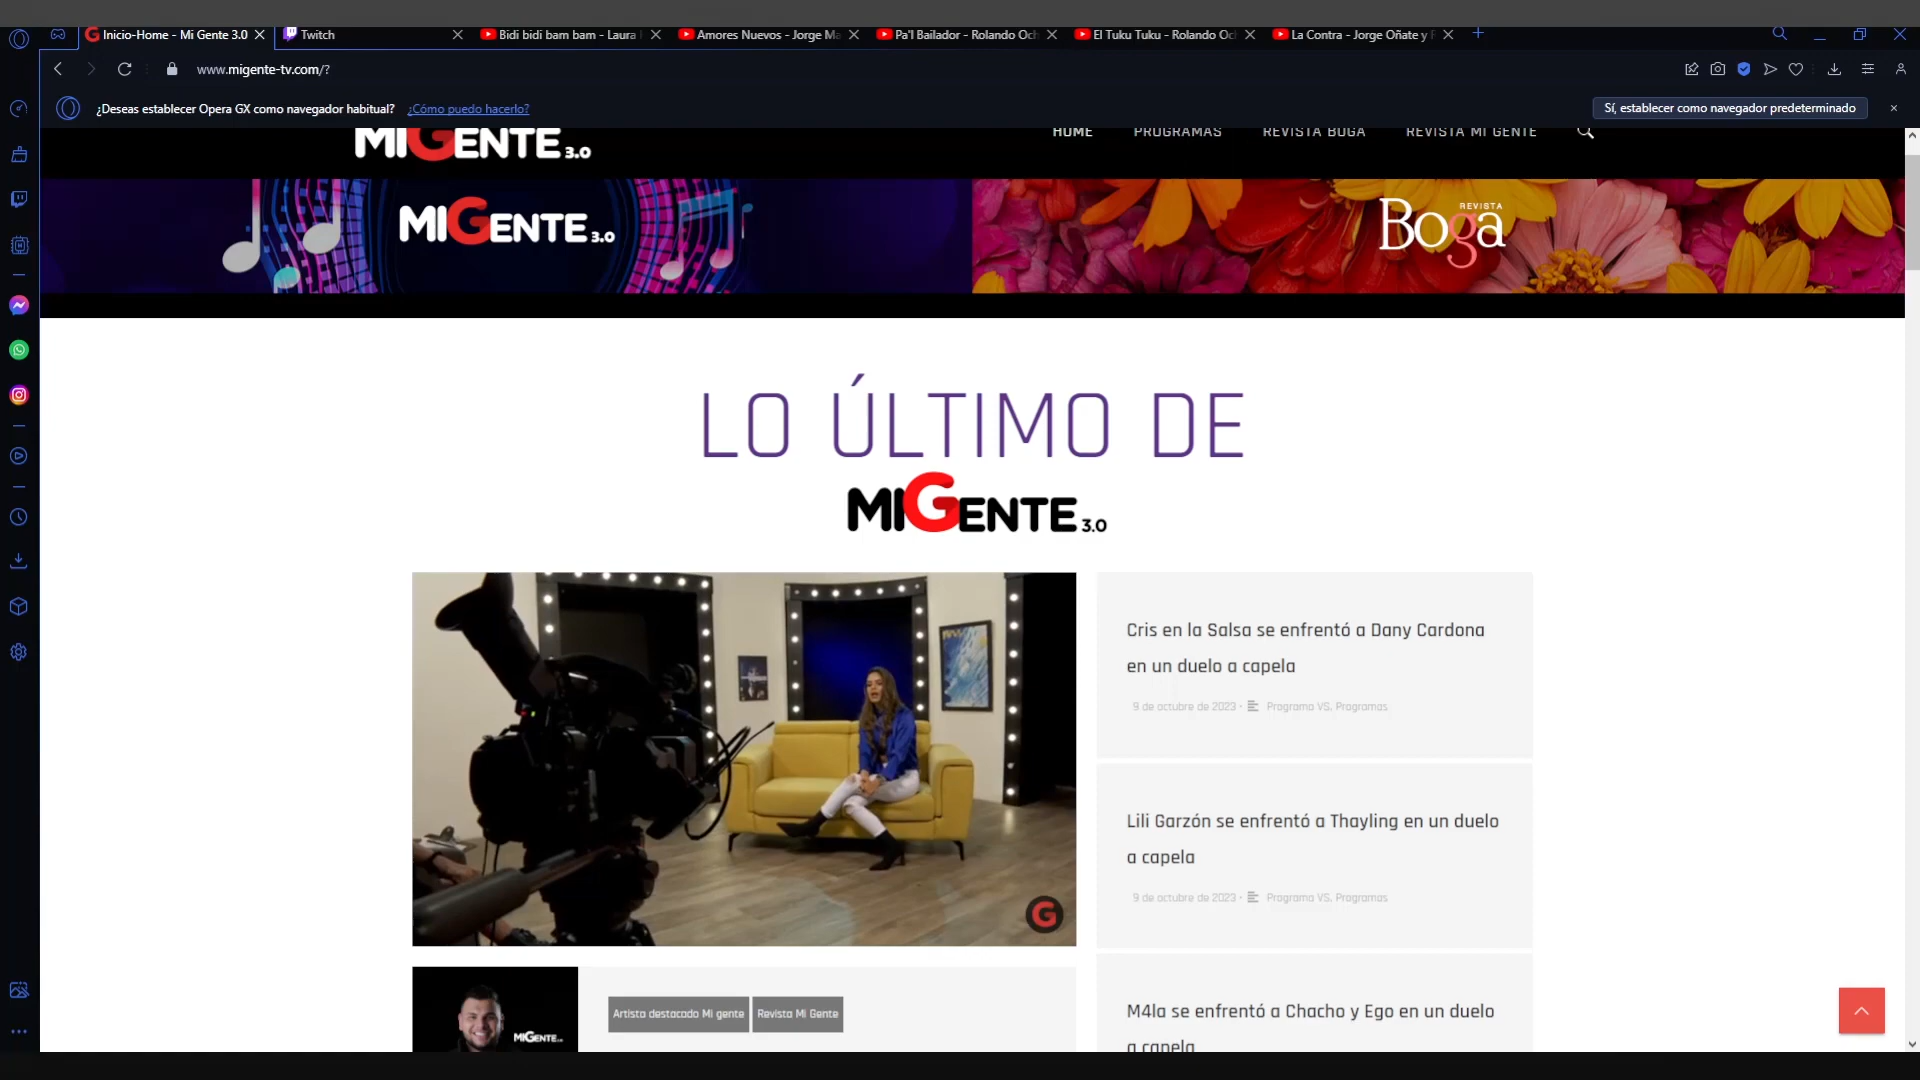 Inicio-Home - Mi Gente 3.0
Twitch
Bidi bidi bam bam - Laura
Amores Nuevos - Jorge Ma
Pa'l Bailador - Rolando Och
El Tuku Tuku - Rolando Oc
La Contra - Jorge Oñate y
www.migente-tv.com/?
¿Deseas establecer Opera GX como navegador habitual? ¿Cómo puedo hacerlo?
Sí, establecer como navegador predeterminado
MIGENTE 3.0
HOME
PROGRAMAS
REVISTA BOGA
REVISTA MI GENTE
MIGENTE 3.0
REVISTA
Boga
LO ÚLTIMO DE
MIGENTE 3.0
G
Cris en la Salsa se enfrentó a Dany Cardona
en un duelo a capela
9 de octubre de 2023 · Programa VS, Programas
Lili Garzón se enfrentó a Thayling en un duelo
a capela
9 de octubre de 2023 · Programa VS, Programas
M4la se enfrentó a Chacho y Ego en un duelo
a capela
MIGENTE 3.0
Artista destacado Mi gente
Revista Mi Gente